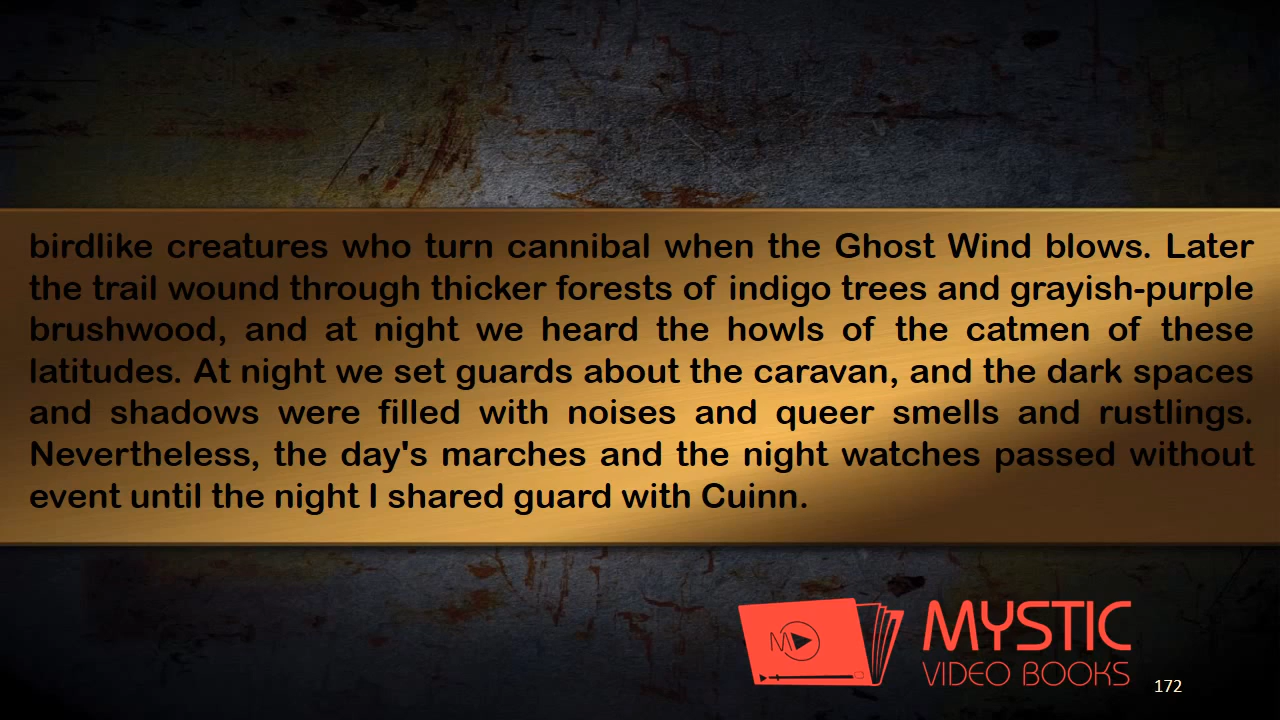 birdlike creatures who turn cannibal when the Ghost Wind blows. Later
the trail wound through thicker forests of indigo trees and grayish-purple
brushwood, and at night we heard the howls of the catmen of these
latitudes. At night we set guards about the caravan, and the dark spaces
and shadows were filled with noises and queer smells and rustlings.
Nevertheless, the day's marches and the night watches passed without
event until the night I shared guard with Cuinn.
MYSTIC
VIDEO BOOKS
172